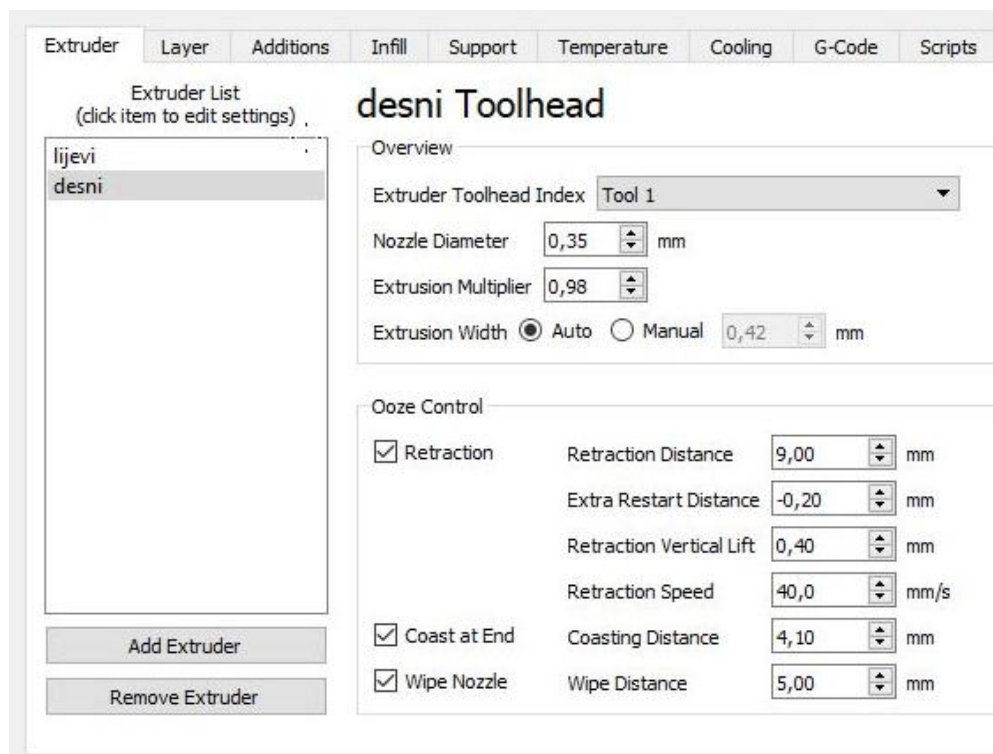 Extruder Layer Additions Infill Support Temperature Cooling G-Code Scripts
Extruder List
(click item to edit settings)
lijevi
desni
Add Extruder
Remove Extruder
desni Toolhead
Overview
Extruder Toolhead Index Tool 1
Nozzle Diameter 0,35 mm
Extrusion Multiplier 0,98
Extrusion Width Auto Manual 0,42 mm
Ooze Control
Retraction Retraction Distance 9,00 mm
Extra Restart Distance -0,20 mm
Retraction Vertical Lift 0,40 mm
Retraction Speed 40,0 mm/s
Coast at End Coasting Distance 4,10 mm
Wipe Nozzle Wipe Distance 5,00 mm